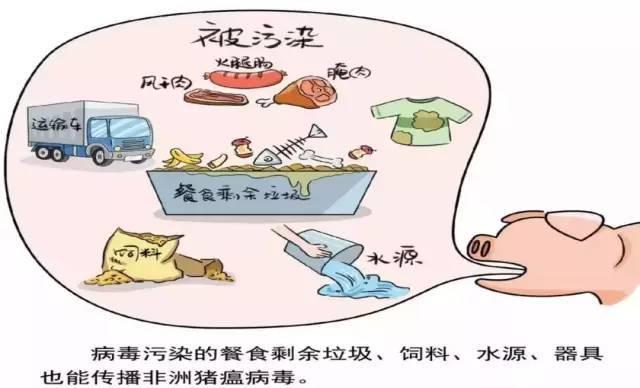 被污染
火腿肠
风干肉
腌肉
运输车
餐食剩余垃圾
饲料
水源
病毒污染的餐食剩余垃圾、饲料、水源、器具
也能传播非洲猪瘟病毒。